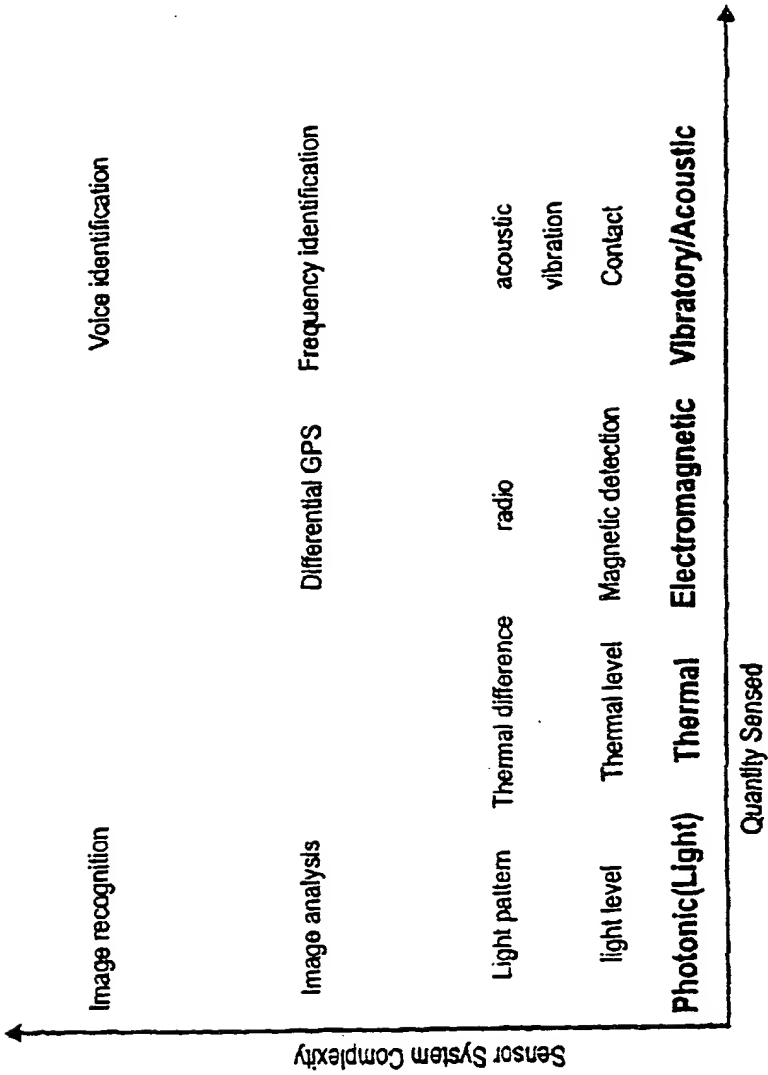 Sensor System Complexity
Image recognition Voice identification
Image analysis Differential GPS Frequency identification
Light pattern Thermal difference radio acoustic
vibration
light level Thermal level Magnetic detection Contact
Photonic(Light) Thermal Electromagnetic Vibratory/Acoustic
Quantity Sensed